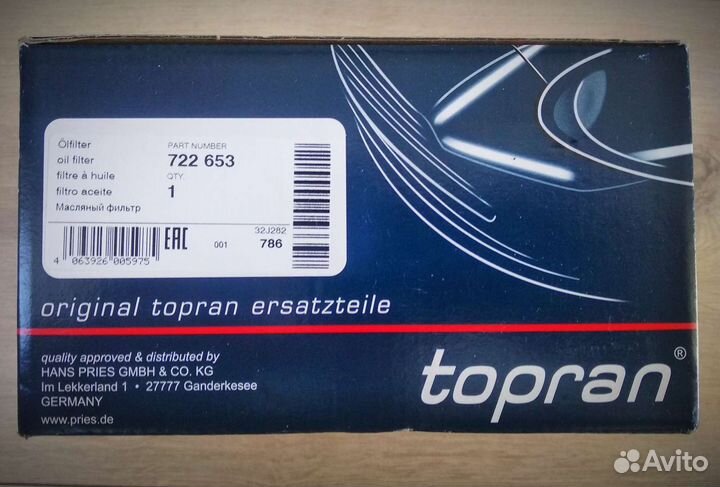 Ölfilter
oil filter
filtre à huile
filtro aceite
Масляный фильтр
PART NUMBER
722 653
QTY.
1
4 063926 005975
EAC
001
32J282
786
original topran ersatzteile
quality approved & distributed by
HANS PRIES GMBH & CO. KG
Im Lekkerland 1 • 27777 Ganderkesee
GERMANY
www.pries.de
topran®
Avito